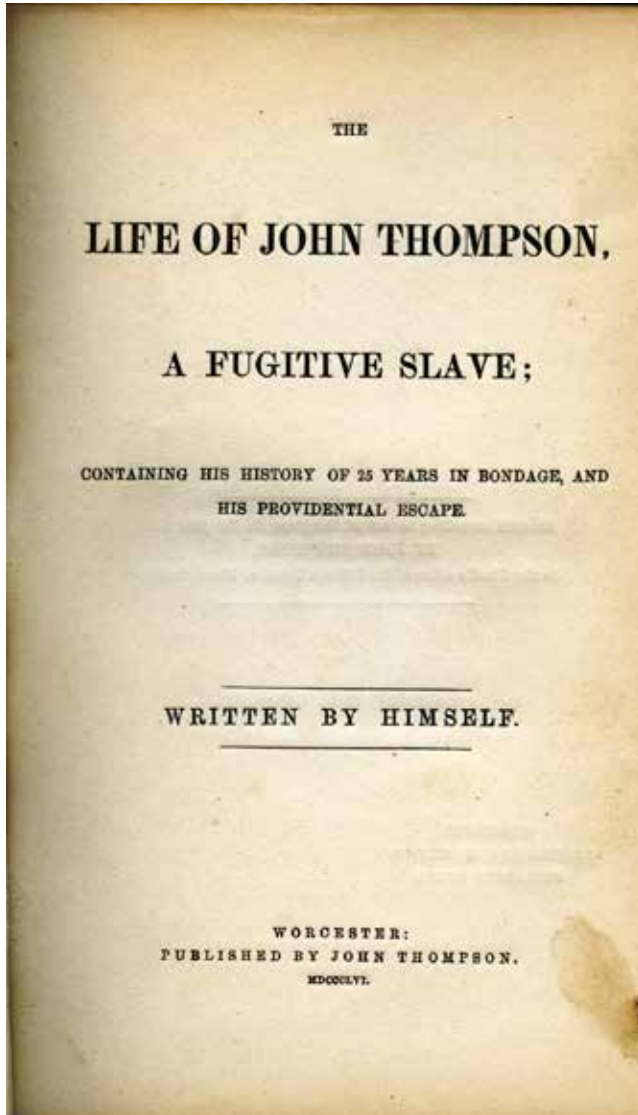 THE
LIFE OF JOHN THOMPSON,
A FUGITIVE SLAVE;
CONTAINING HIS HISTORY OF 25 YEARS IN BONDAGE, AND
HIS PROVIDENTIAL ESCAPE.
WRITTEN BY HIMSELF.
WORCESTER:
PUBLISHED BY JOHN THOMPSON.
MDCCCLVI.